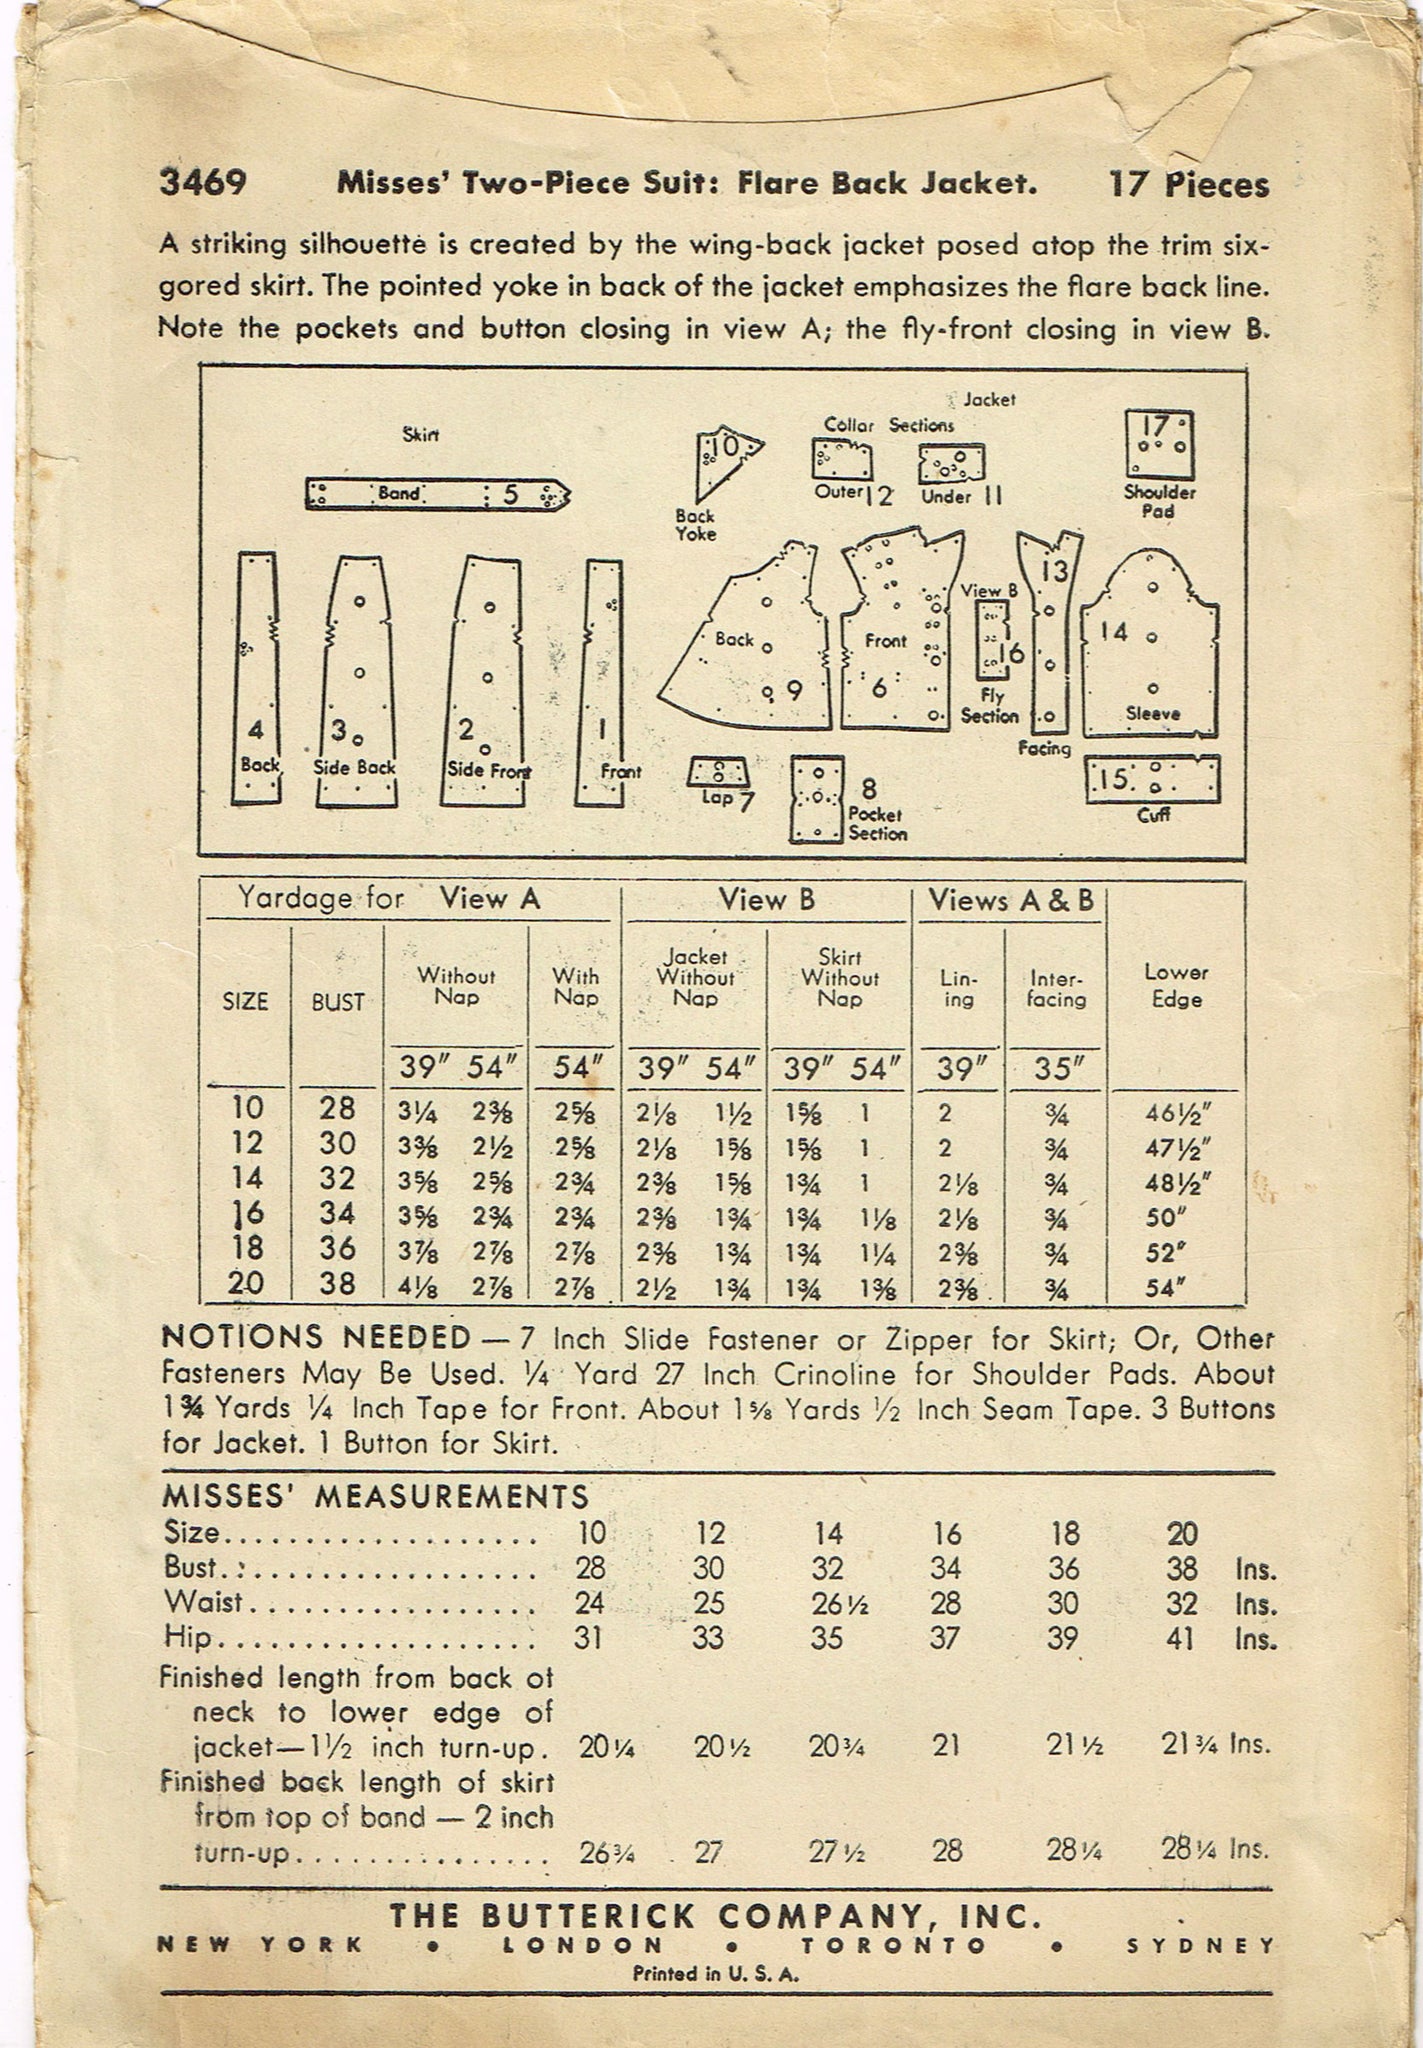 3469 Misses' Two-Piece Suit: Flare Back Jacket. 17 Pieces
A striking silhouette is created by the wing-back jacket posed atop the trim six-
gored skirt. The pointed yoke in back of the jacket emphasizes the flare back line.
Note the pockets and button closing in view A; the fly-front closing in view B.
Skirt
Band 5
4 Back
3 Side Back
2 Side Front
1 Front
Jacket
10 Back Yoke
Collar Sections
Outer 12
Under 11
17
Shoulder
Pad
Back 9
Front 6
View B
16
Fly
Section
13
Facing
14
Sleeve
Lap 7
8
Pocket
Section
15
Cuff
Yardage for View A View B Views A & B
SIZE BUST Without Nap With Nap Jacket Without Nap Skirt Without Nap Lin-ing Inter-facing Lower Edge
39" 54" 54" 39" 54" 39" 54" 39" 35"
10 28 3¼ 2⅜ 2⅝ 2⅛ 1½ 1⅝ 1 2 ¾ 46½"
12 30 3⅜ 2½ 2⅝ 2⅛ 1⅝ 1⅝ 1 2 ¾ 47½"
14 32 3⅝ 2⅝ 2¾ 2⅜ 1⅝ 1¾ 1 2⅛ ¾ 48½"
16 34 3⅝ 2¾ 2¾ 2⅜ 1¾ 1¾ 1⅛ 2⅛ ¾ 50"
18 36 3⅞ 2⅞ 2⅞ 2⅜ 1¾ 1¾ 1¼ 2⅜ ¾ 52"
20 38 4⅛ 2⅞ 2⅞ 2½ 1¾ 1¾ 1⅜ 2⅜ ¾ 54"
NOTIONS NEEDED — 7 Inch Slide Fastener or Zipper for Skirt; Or, Other
Fasteners May Be Used. ¼ Yard 27 Inch Crinoline for Shoulder Pads. About
1¾ Yards ¼ Inch Tape for Front. About 1⅝ Yards ½ Inch Seam Tape. 3 Buttons
for Jacket. 1 Button for Skirt.
MISSES' MEASUREMENTS
Size.................... 10 12 14 16 18 20
Bust.................... 28 30 32 34 36 38 Ins.
Waist.................. 24 25 26½ 28 30 32 Ins.
Hip.................... 31 33 35 37 39 41 Ins.
Finished length from back of
neck to lower edge of
jacket—1½ inch turn-up. 20¼ 20½ 20¾ 21 21½ 21¾ Ins.
Finished back length of skirt
from top of band — 2 inch
turn-up................ 26¾ 27 27½ 28 28¼ 28¼ Ins.
THE BUTTERICK COMPANY, INC.
NEW YORK • LONDON • TORONTO • SYDNEY
Printed in U. S. A.